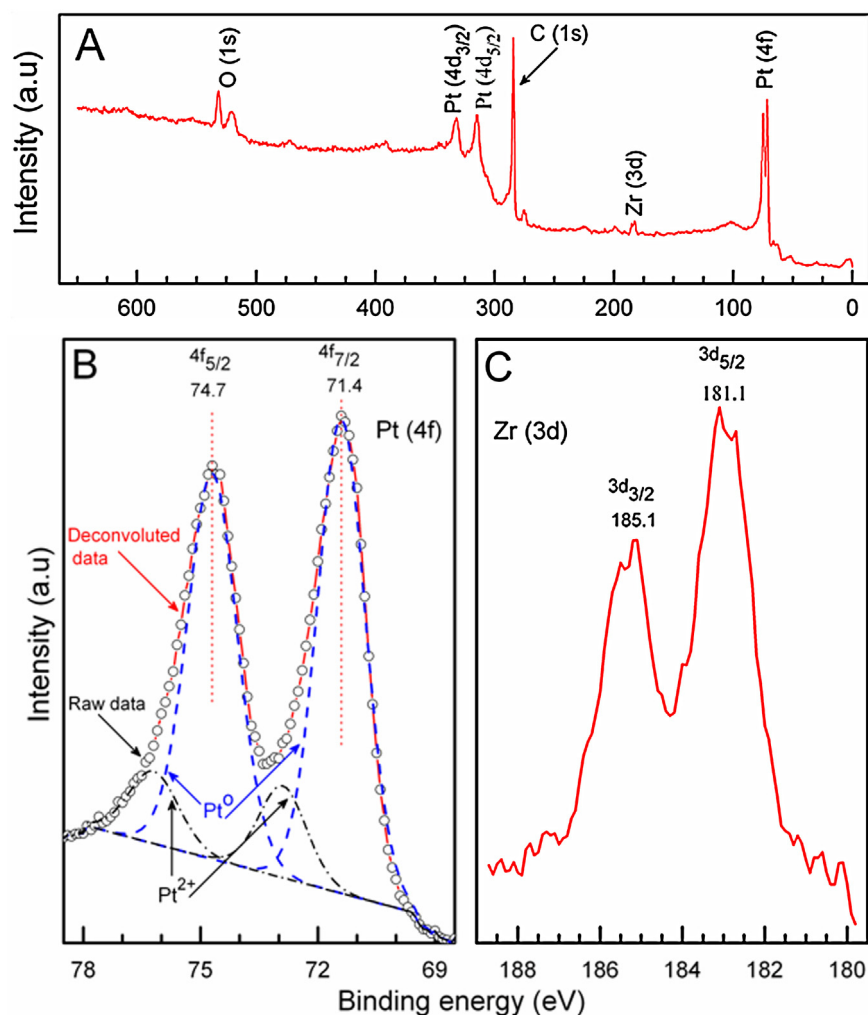 A
Intensity (a.u)
O (1s)
Pt (4d3/2)
Pt (4d5/2)
C (1s)
Zr (3d)
Pt (4f)
600 500 400 300 200 100 0
B
4f5/2
74.7
4f7/2
71.4
Pt (4f)
Deconvoluted
data
Raw data
Pto
Pt2+
Intensity (a.u)
78 75 72 69
C
Zr (3d)
3d5/2
181.1
3d3/2
185.1
188 186 184 182 180
Binding energy (eV)